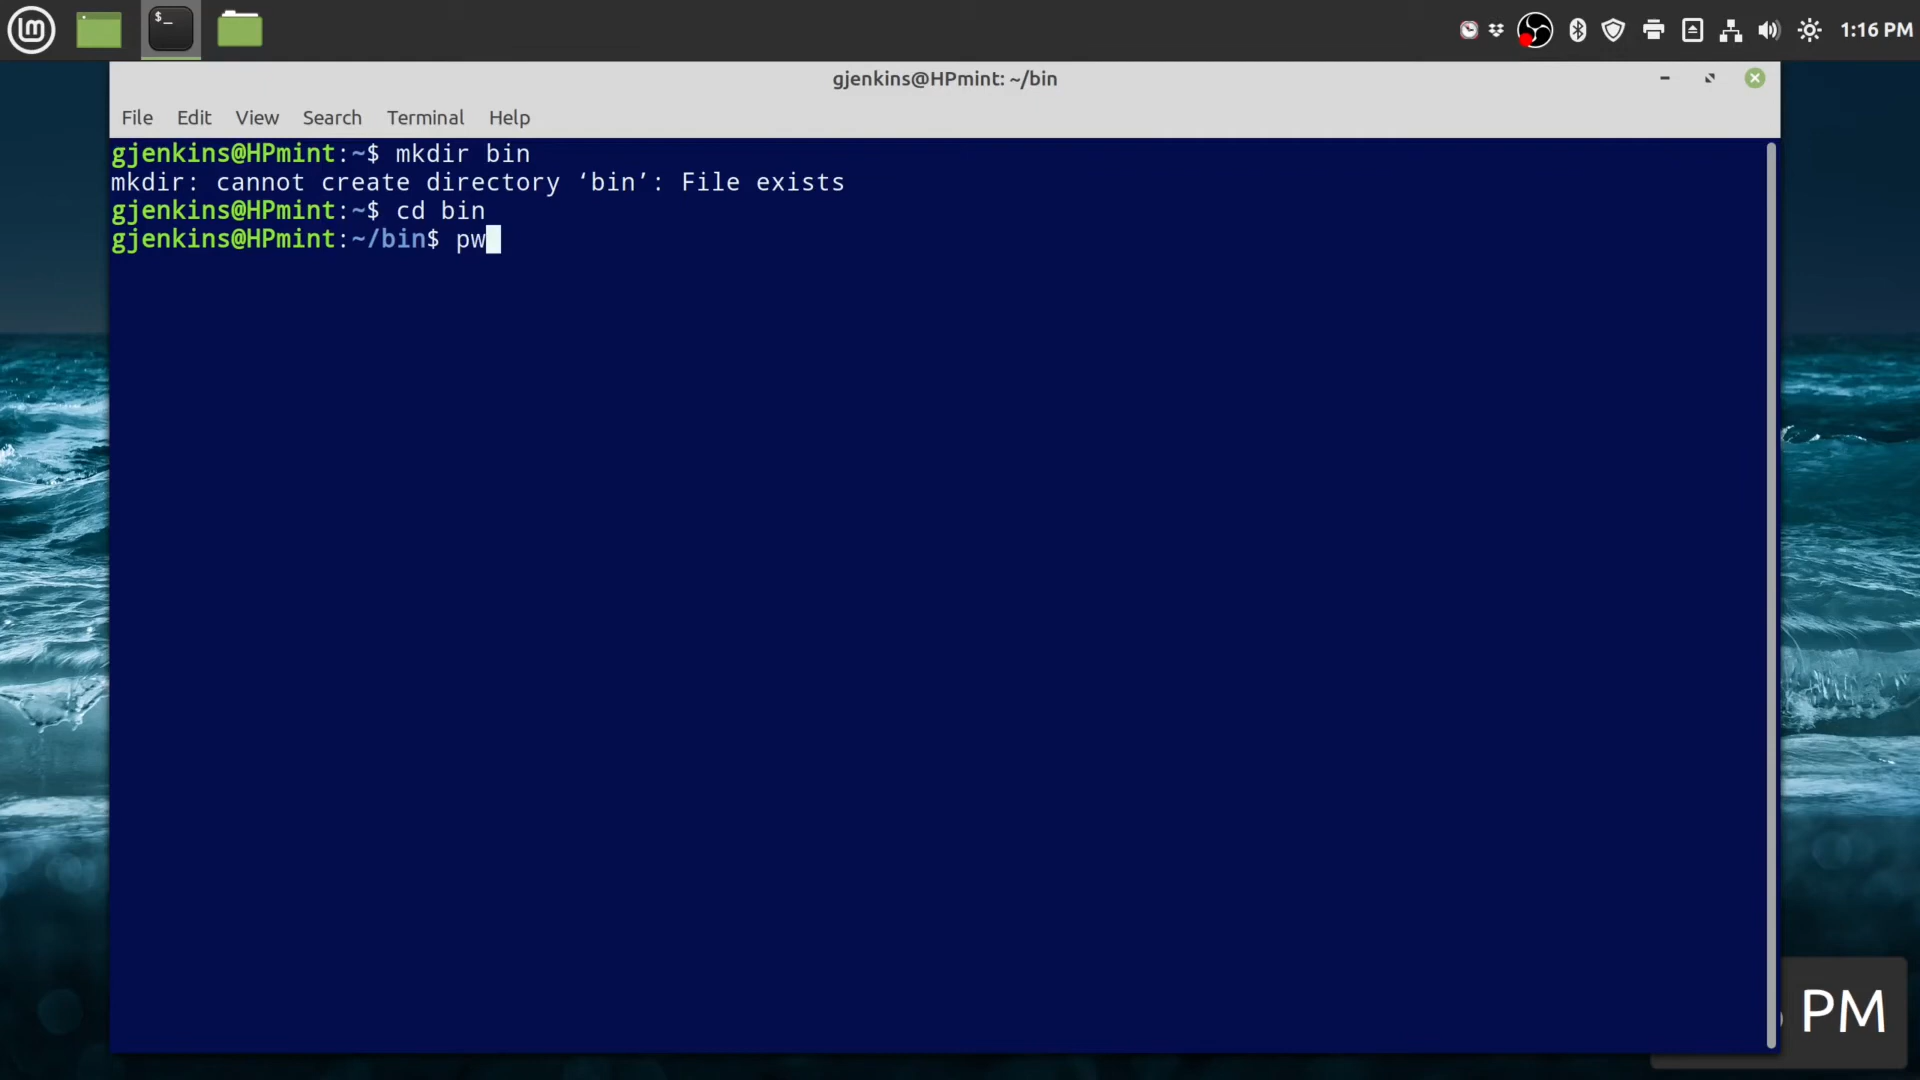 $_
1:16 PM
gjenkins@HPmint: ~/bin
File Edit View Search Terminal Help
gjenkins@HPmint:~$ mkdir bin
mkdir: cannot create directory ‘bin’: File exists
gjenkins@HPmint:~$ cd bin
gjenkins@HPmint:~/bin$ pw
PM